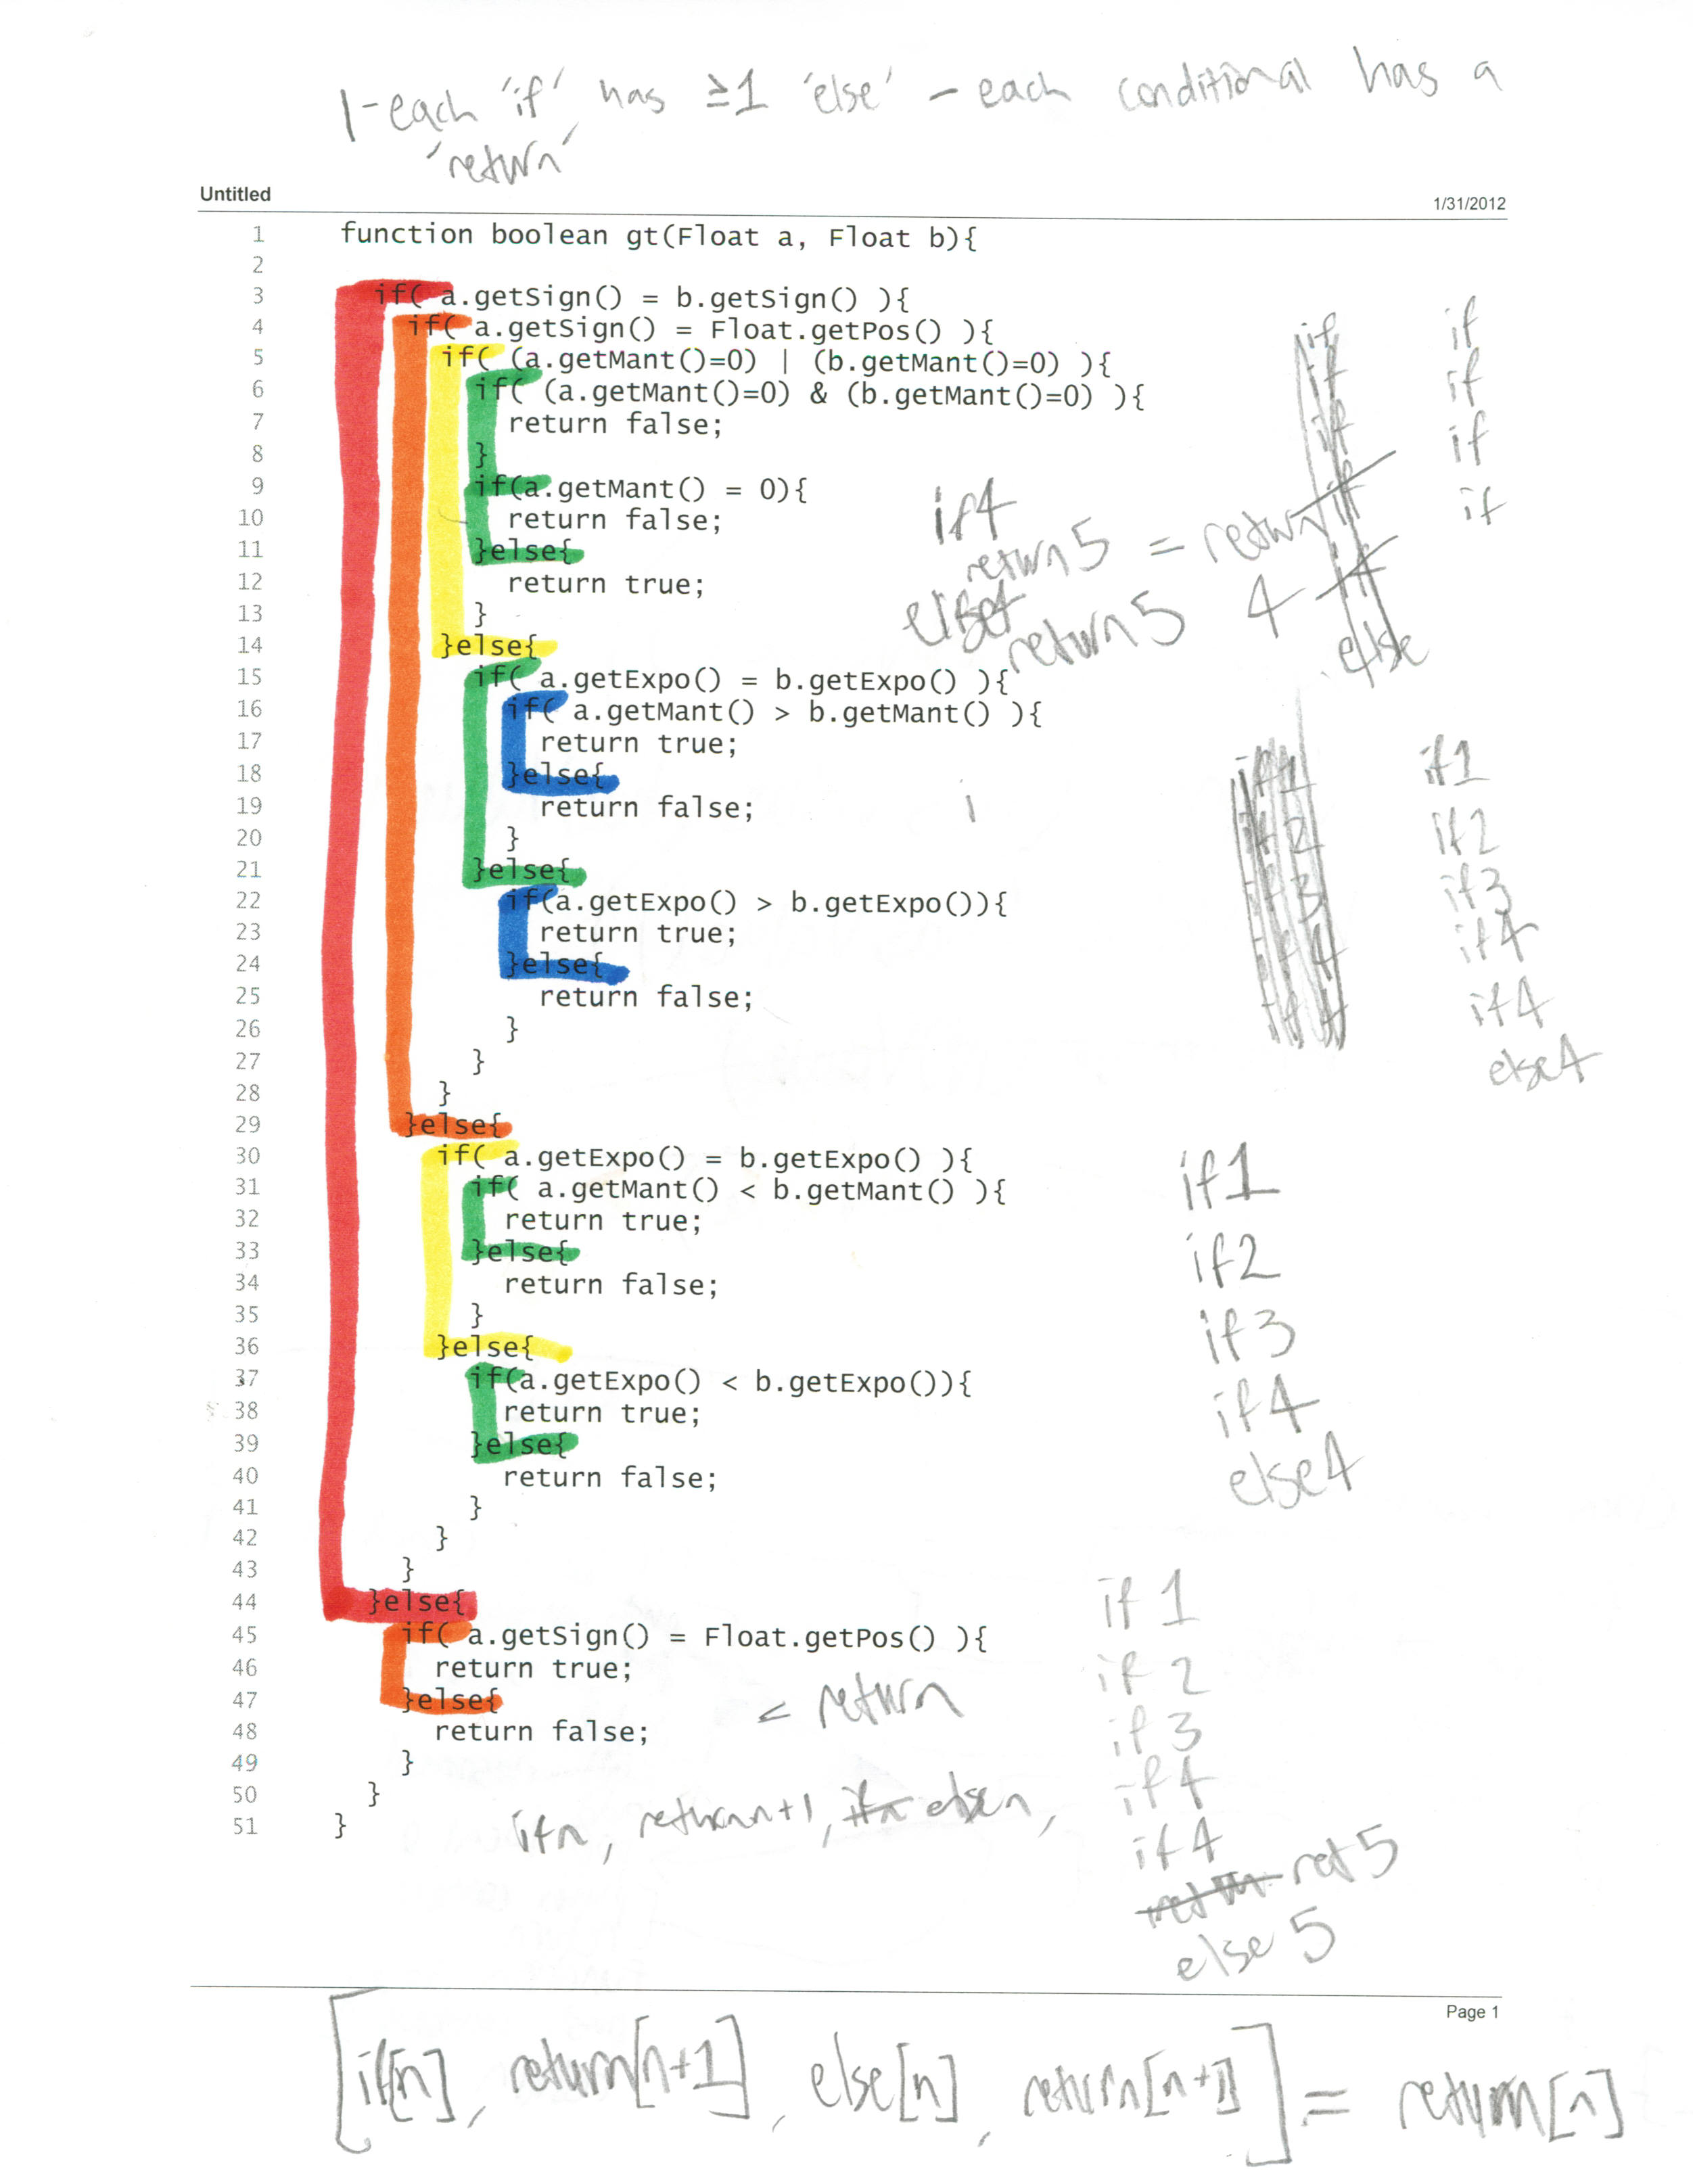 1-each 'if' has ≥1 'else' - each conditional has a
'return'
Untitled
1/31/2012
1 function boolean gt(Float a, Float b){
2
3 if( a.getSign() = b.getSign() ){
4 if( a.getSign() = Float.getPos() ){
5 if( (a.getMant()=0) | (b.getMant()=0) ){
6 if( (a.getMant()=0) & (b.getMant()=0) ){
7 return false;
8 }
9 if(a.getMant() = 0){
10 return false;
11 }else{
12 return true;
13 }
14 }else{
15 if( a.getExpo() = b.getExpo() ){
16 if( a.getMant() > b.getMant() ){
17 return true;
18 }else{
19 return false;
20 }
21 }else{
22 if(a.getExpo() > b.getExpo()){
23 return true;
24 }else{
25 return false;
26 }
27 }
28 }
29 }else{
30 if( a.getExpo() = b.getExpo() ){
31 if( a.getMant() < b.getMant() ){
32 return true;
33 }else{
34 return false;
35 }
36 }else{
37 if(a.getExpo() < b.getExpo()){
38 return true;
39 }else{
40 return false;
41 }
42 }
43 }
44 }else{
45 if( a.getSign() = Float.getPos() ){
46 return true;
47 }else{
48 return false;
49 }
50 }
51 }
if
if
if
if
if
if
if
if
if
else
if4
return5 = return
else4
return5 4
if1
if2
if3
if4
if4
if1
if2
if3
if4
if4
else4
i
if1
if2
if3
if4
else4
if 1
if 2
if 3
if 4
if 4
ret 5
else 5
< return
ifn, return n+1, ifn elsen,
Page 1
[if[n], return[n+1], else[n], return[n+1]] = return[n]